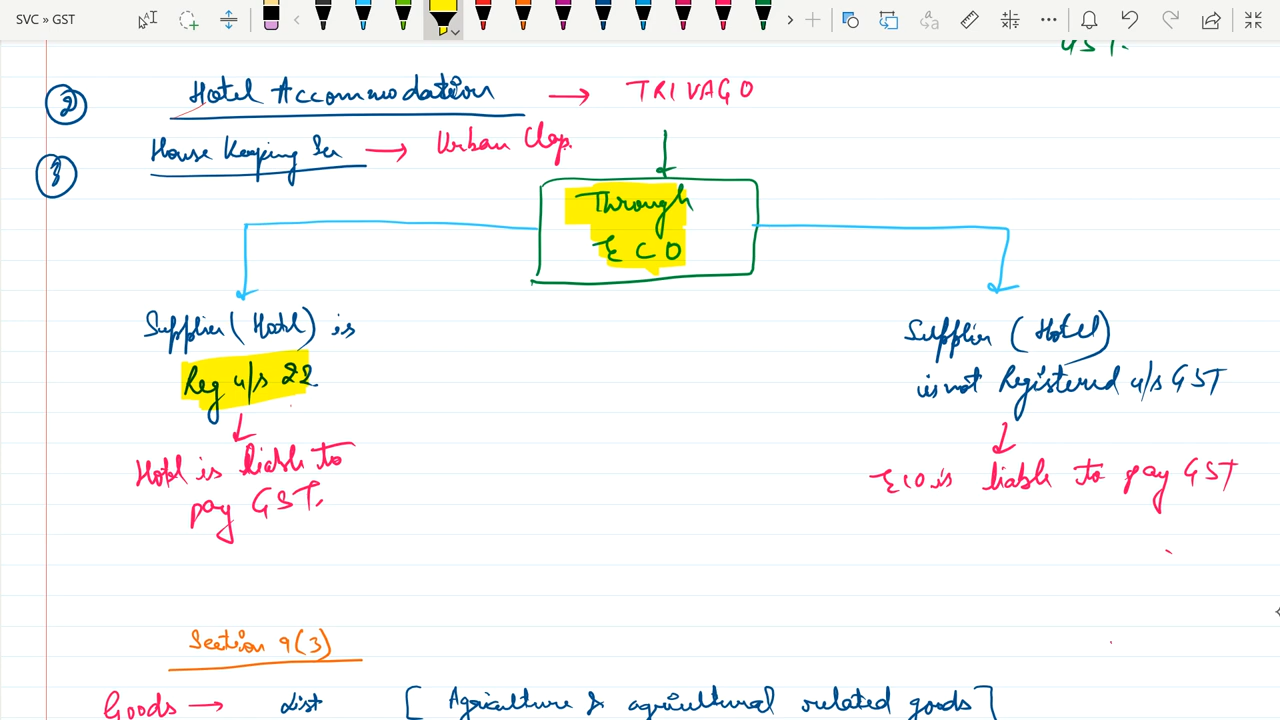 SVC » GST
GST.
② Hotel Accommodation → TRIVAGO
③ House Keeping Ser → Urban Clap.
Through
ECO
Supplier (Hotel) is
Reg u/s 22
Hotel is liable to
pay GST.
Supplier (Hotel)
is not Registered u/s GST
ECO is liable to pay GST
Section 9(3)
Goods → List [ Agriculture & agricultural related goods ]